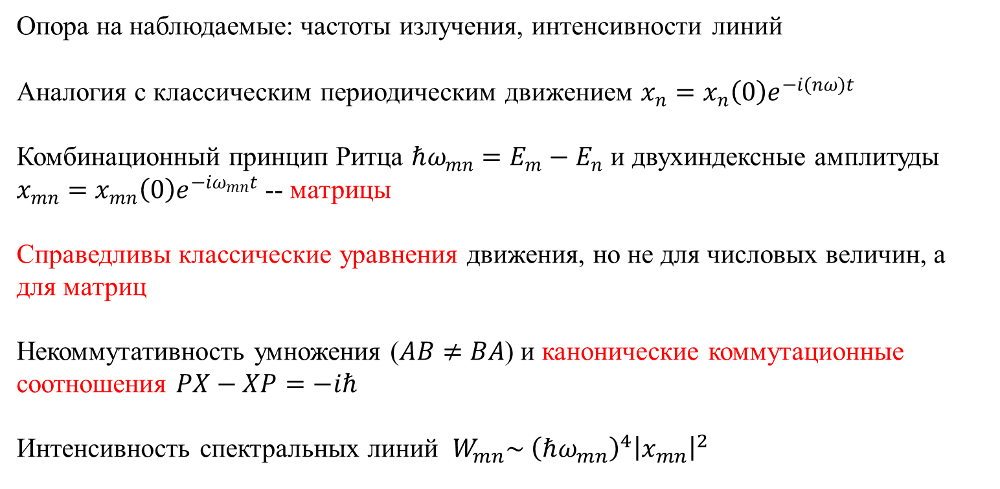 Опора на наблюдаемые: частоты излучения, интенсивности линий
Аналогия с классическим периодическим движением $x_n = x_n(0)e^{-i(n\omega)t}$
Комбинационный принцип Ритца $\hbar\omega_{mn} = E_m - E_n$ и двухиндексные амплитуды
$x_{mn} = x_{mn}(0)e^{-i\omega_{mn}t}$ -- матрицы
Справедливы классические уравнения движения, но не для числовых величин, а
для матриц
Некоммутативность умножения ($AB \neq BA$) и канонические коммутационные
соотношения $PX - XP = -i\hbar$
Интенсивность спектральных линий $W_{mn} \sim (\hbar\omega_{mn})^4|x_{mn}|^2$